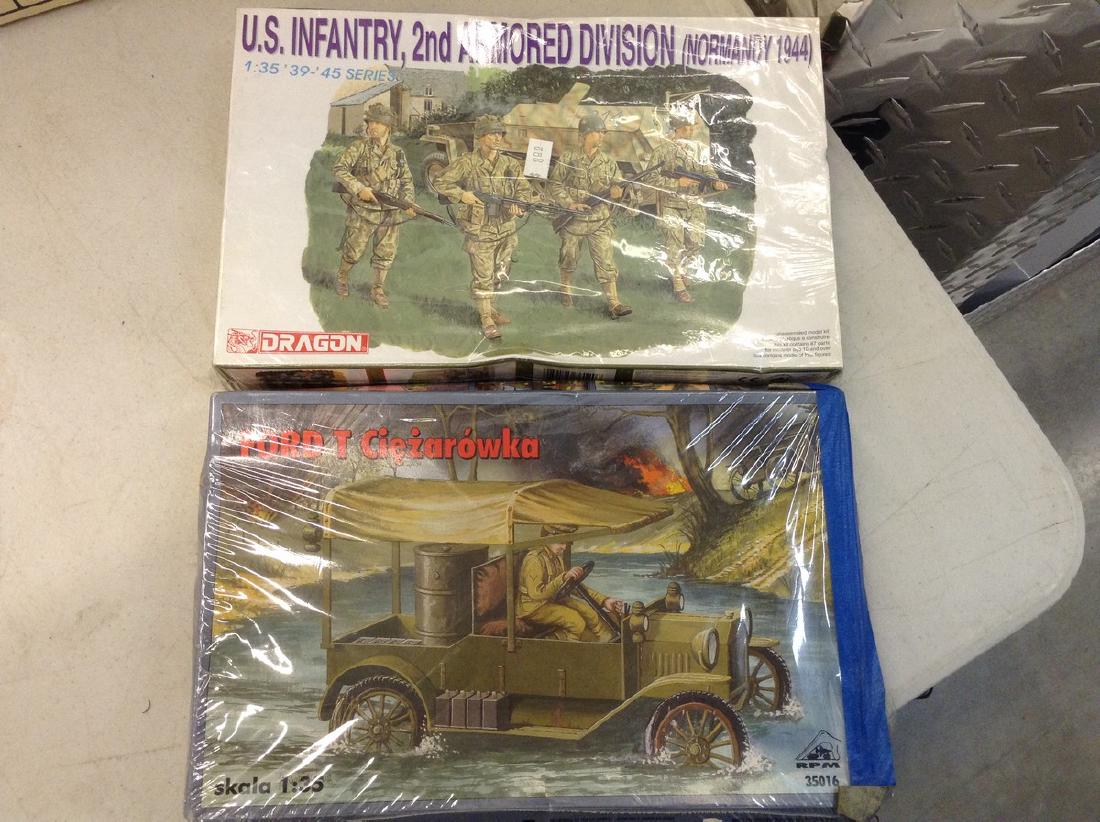 U.S. INFANTRY, 2nd ARMORED DIVISION (NORMANDY 1944)
1:35 '39-'45 SERIES
DRAGON
FORD T Ciężarówka
skala 1:35
RPM
35016